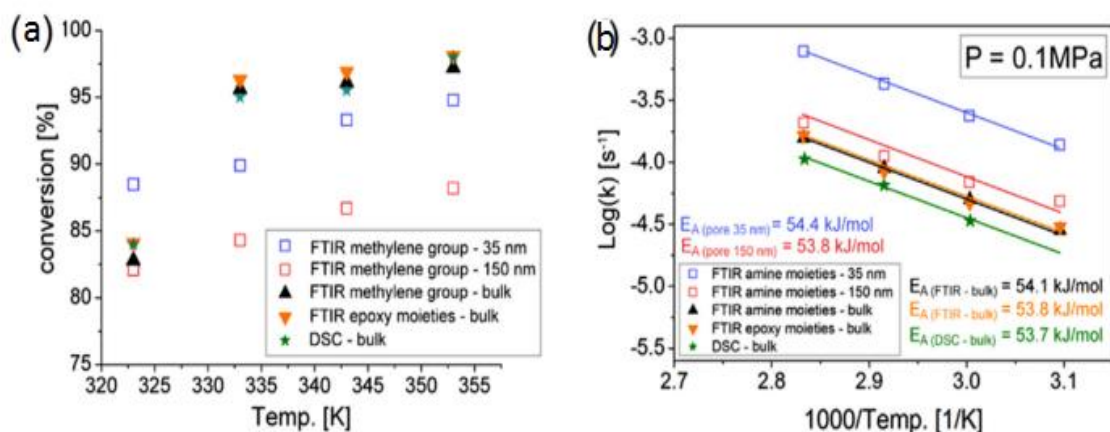 (a)
100
95
90
85
80
75
conversion [%]
320 325 330 335 340 345 350 355
Temp. [K]
FTIR methylene group - 35 nm
FTIR methylene group - 150 nm
FTIR methylene group - bulk
FTIR epoxy moieties - bulk
DSC - bulk
(b)
-3.0
-3.5
-4.0
-4.5
-5.0
-5.5
Log(k) [s⁻¹]
P = 0.1MPa
E_A (pore 35 nm) = 54.4 kJ/mol
E_A (pore 150 nm) = 53.8 kJ/mol
FTIR amine moieties - 35 nm
FTIR amine moieties - 150 nm
FTIR amine moieties - bulk
FTIR epoxy moieties - bulk
DSC - bulk
E_A (FTIR - bulk) = 54.1 kJ/mol
E_A (FTIR - bulk) = 53.8 kJ/mol
E_A (DSC - bulk) = 53.7 kJ/mol
2.7 2.8 2.9 3.0 3.1
1000/Temp. [1/K]